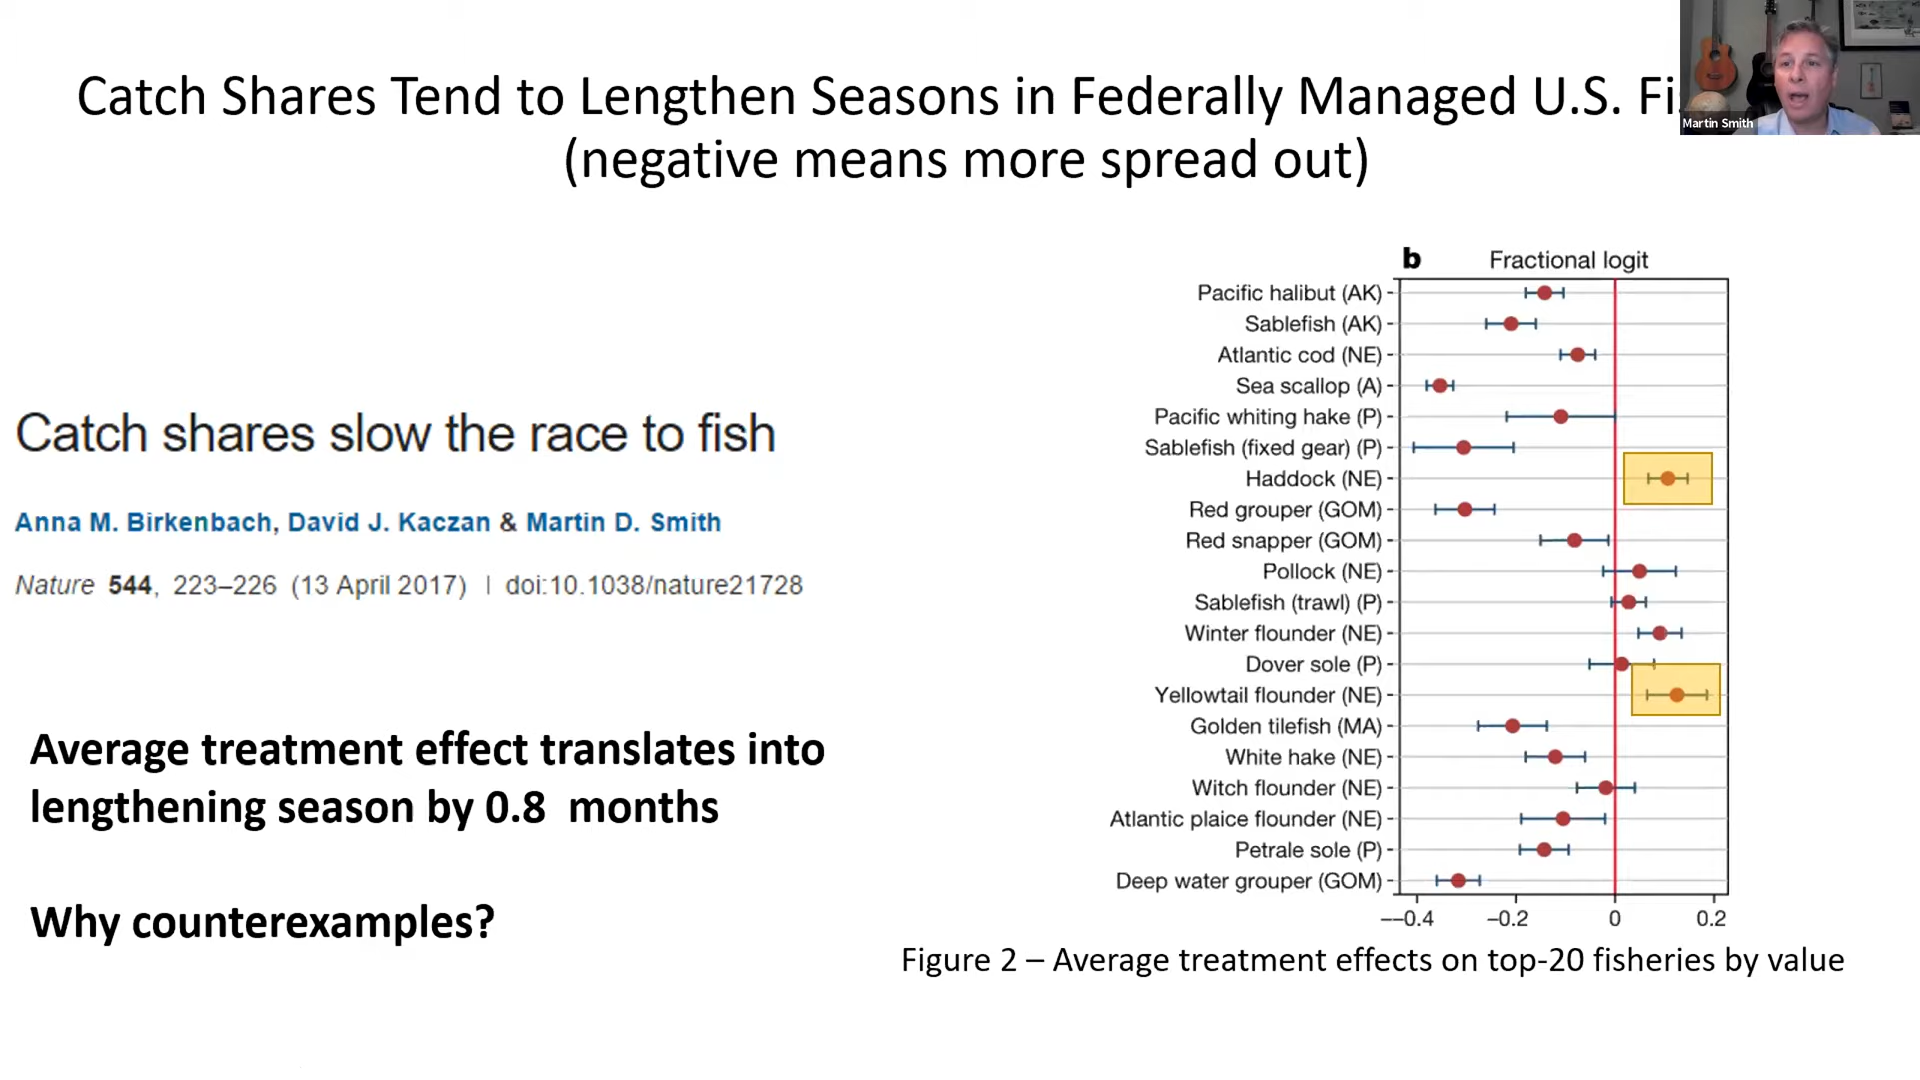 Catch Shares Tend to Lengthen Seasons in Federally Managed U.S.
(negative means more spread out)
Martin Smith
Catch shares slow the race to fish
Anna M. Birkenbach, David J. Kaczan & Martin D. Smith
Nature 544, 223–226 (13 April 2017) | doi:10.1038/nature21728
Average treatment effect translates into
lengthening season by 0.8 months
Why counterexamples?
b Fractional logit
Pacific halibut (AK)
Sablefish (AK)
Atlantic cod (NE)
Sea scallop (A)
Pacific whiting hake (P)
Sablefish (fixed gear) (P)
Haddock (NE)
Red grouper (GOM)
Red snapper (GOM)
Pollock (NE)
Sablefish (trawl) (P)
Winter flounder (NE)
Dover sole (P)
Yellowtail flounder (NE)
Golden tilefish (MA)
White hake (NE)
Witch flounder (NE)
Atlantic plaice flounder (NE)
Petrale sole (P)
Deep water grouper (GOM)
−–0.4 –0.2 0 0.2
Figure 2 – Average treatment effects on top-20 fisheries by value